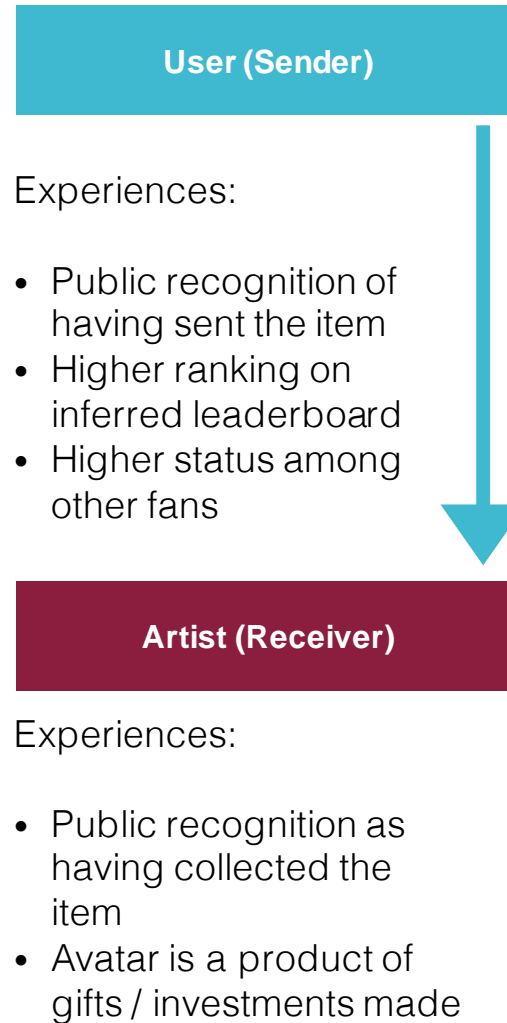 User (Sender)
Experiences:
• Public recognition of
having sent the item
• Higher ranking on
inferred leaderboard
• Higher status among
other fans
Artist (Receiver)
Experiences:
• Public recognition as
having collected the
item
• Avatar is a product of
gifts / investments made